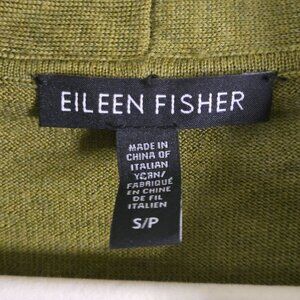 EILEEN FISHER
MADE IN
CHINA OF
ITALIAN
YARN/
FABRIQUÉ
EN CHINE
DE FIL
ITALIEN
S/P